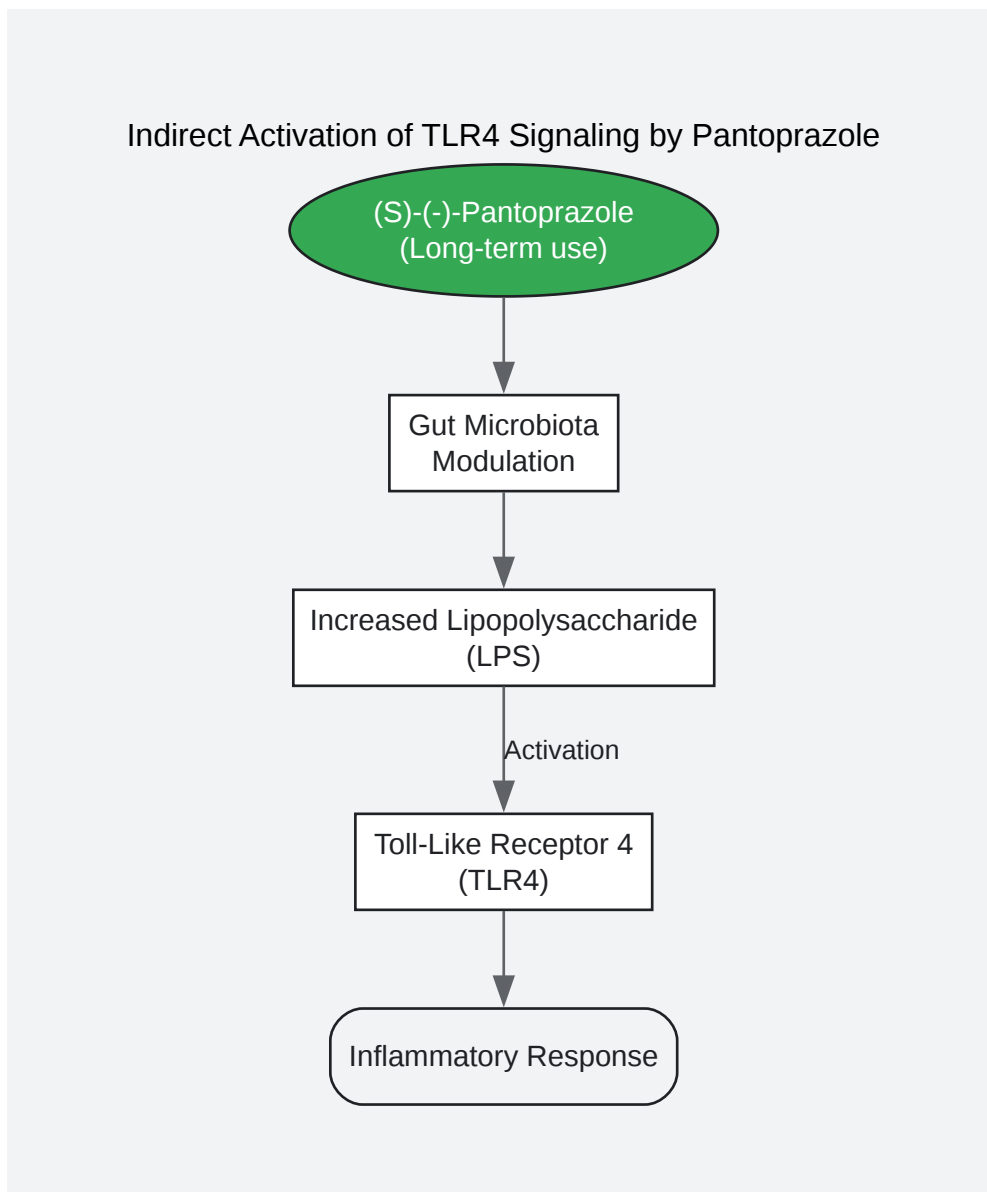 Indirect Activation of TLR4 Signaling by Pantoprazole
(S)-(-)-Pantoprazole
(Long-term use)
Gut Microbiota
Modulation
Increased Lipopolysaccharide
(LPS)
Activation
Toll-Like Receptor 4
(TLR4)
Inflammatory Response